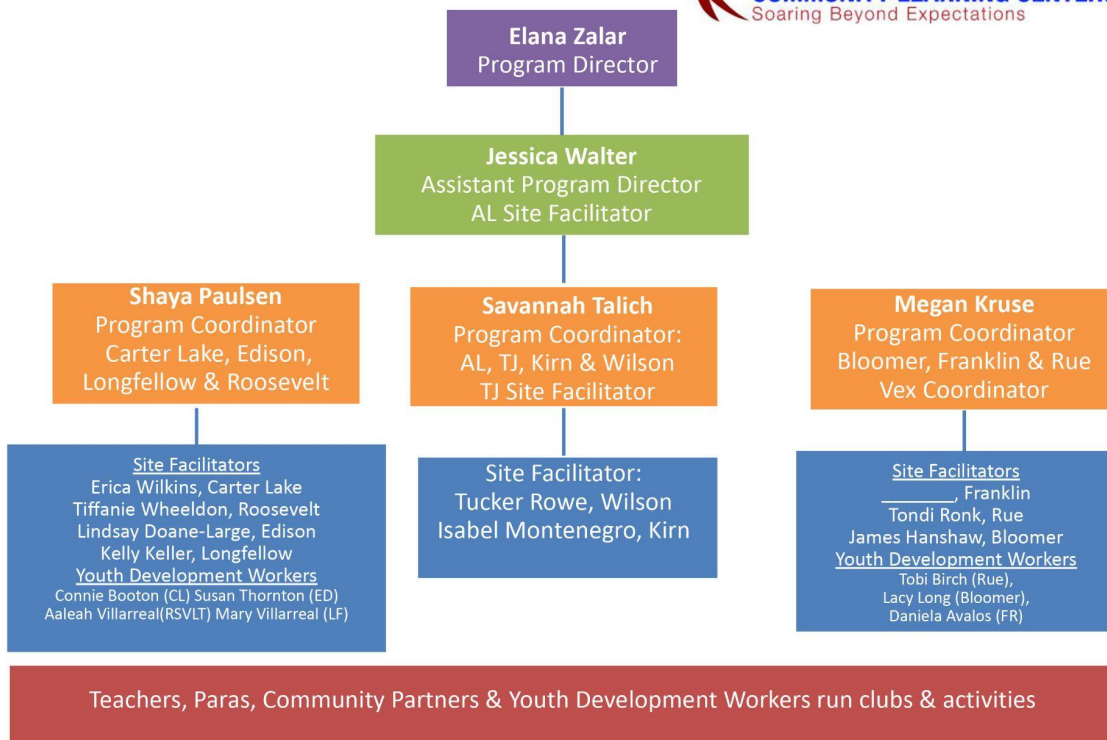 COMMUNITY LEARNING CENTERS
Soaring Beyond Expectations
Elana Zalar
Program Director
Jessica Walter
Assistant Program Director
AL Site Facilitator
Shaya Paulsen
Program Coordinator
Carter Lake, Edison,
Longfellow & Roosevelt
Savannah Talich
Program Coordinator:
AL, TJ, Kirn & Wilson
TJ Site Facilitator
Megan Kruse
Program Coordinator
Bloomer, Franklin & Rue
Vex Coordinator
Site Facilitators
Erica Wilkins, Carter Lake
Tiffanie Wheeldon, Roosevelt
Lindsay Doane-Large, Edison
Kelly Keller, Longfellow
Youth Development Workers
Connie Booton (CL) Susan Thornton (ED)
Aaleah Villarreal(RSVLT) Mary Villarreal (LF)
Site Facilitator:
Tucker Rowe, Wilson
Isabel Montenegro, Kirn
Site Facilitators
_______, Franklin
Tondi Ronk, Rue
James Hanshaw, Bloomer
Youth Development Workers
Tobi Birch (Rue),
Lacy Long (Bloomer),
Daniela Avalos (FR)
Teachers, Paras, Community Partners & Youth Development Workers run clubs & activities